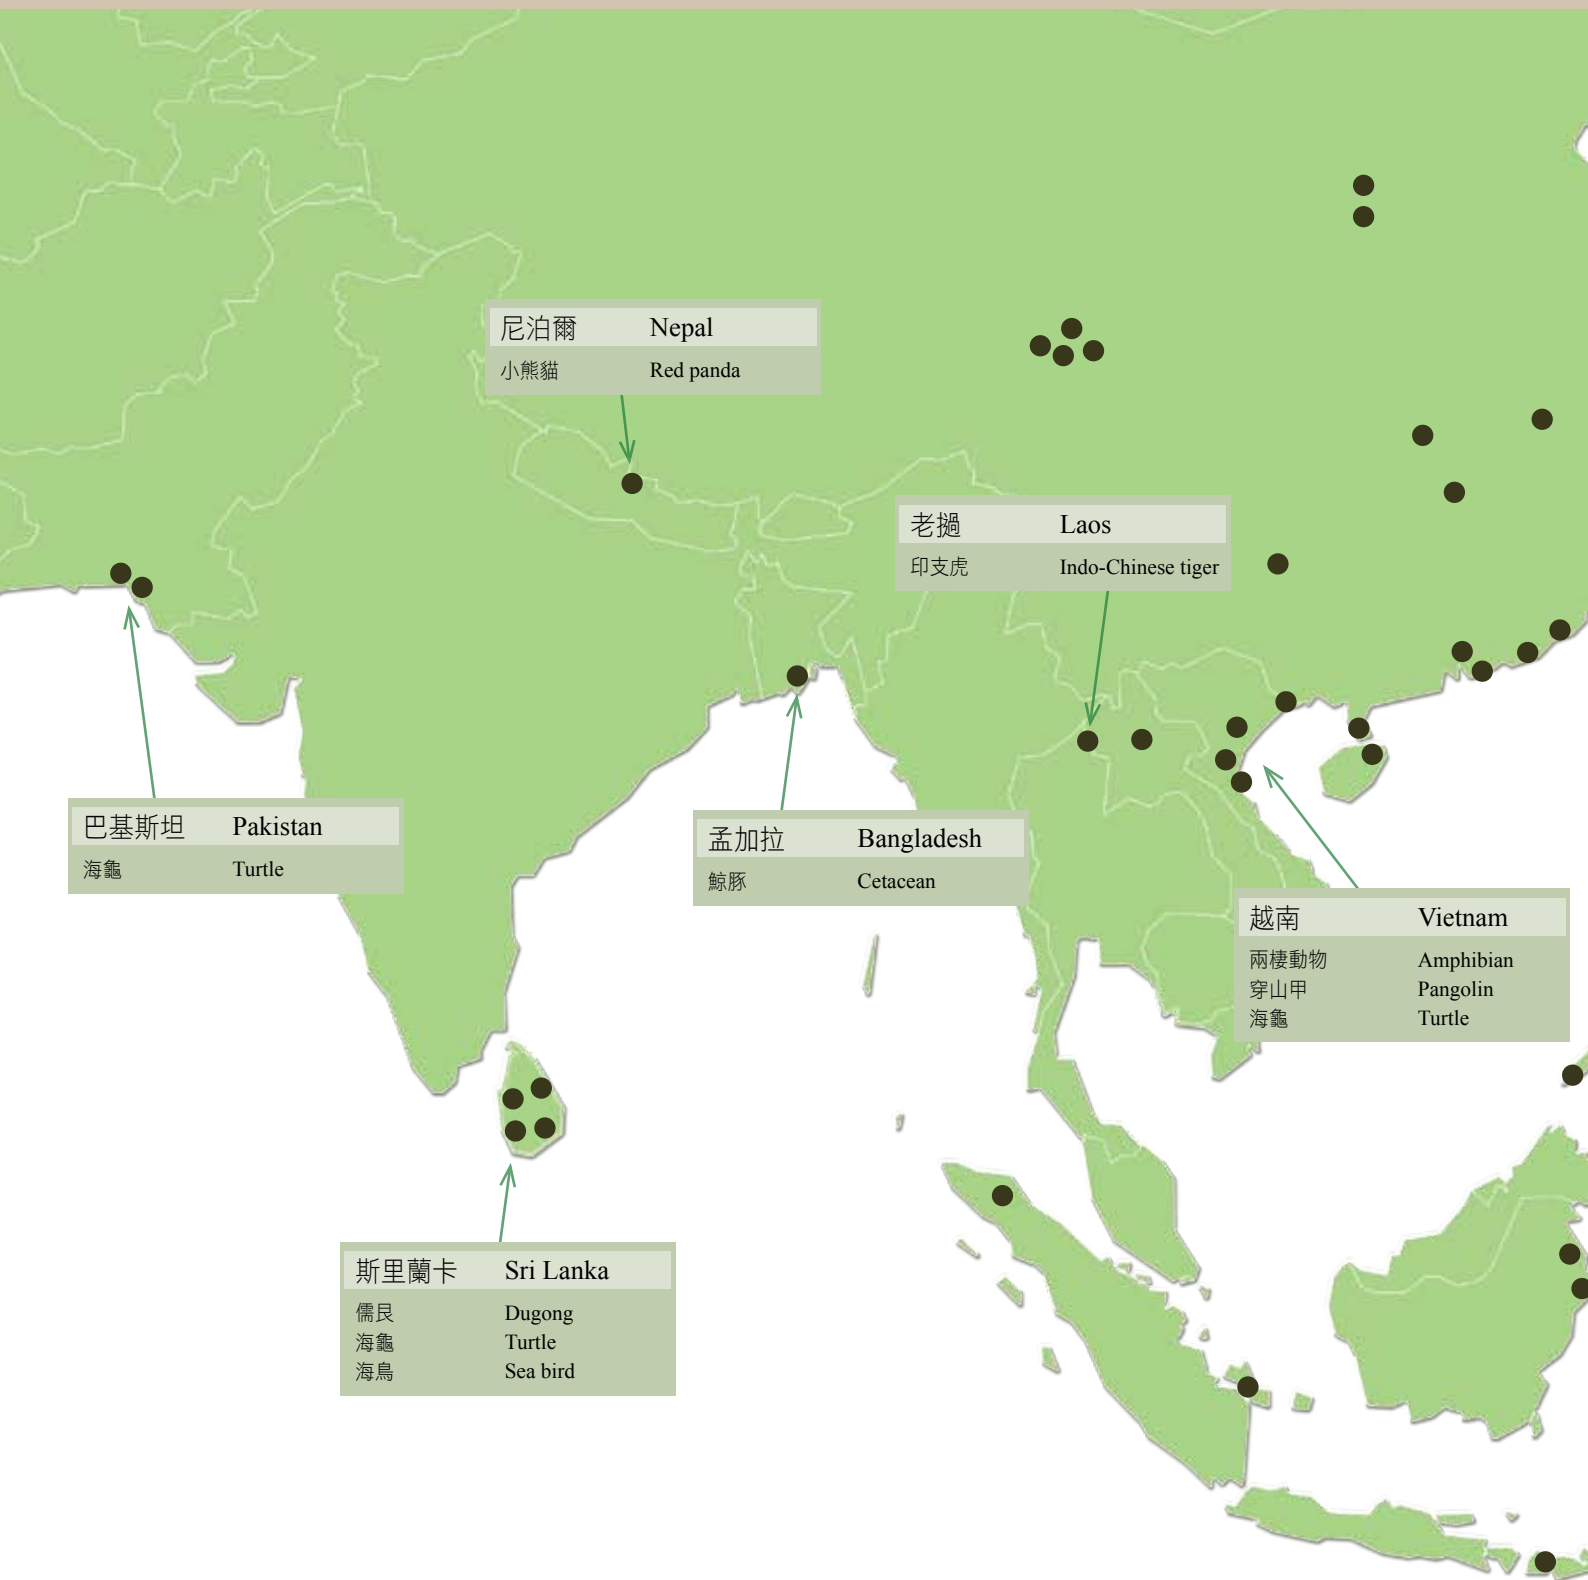 尼泊爾 Nepal
小熊貓 Red panda
老撾 Laos
印支虎 Indo-Chinese tiger
巴基斯坦 Pakistan
海龜 Turtle
孟加拉 Bangladesh
鯨豚 Cetacean
越南 Vietnam
兩棲動物 Amphibian
穿山甲 Pangolin
海龜 Turtle
斯里蘭卡 Sri Lanka
儒艮 Dugong
海龜 Turtle
海鳥 Sea bird